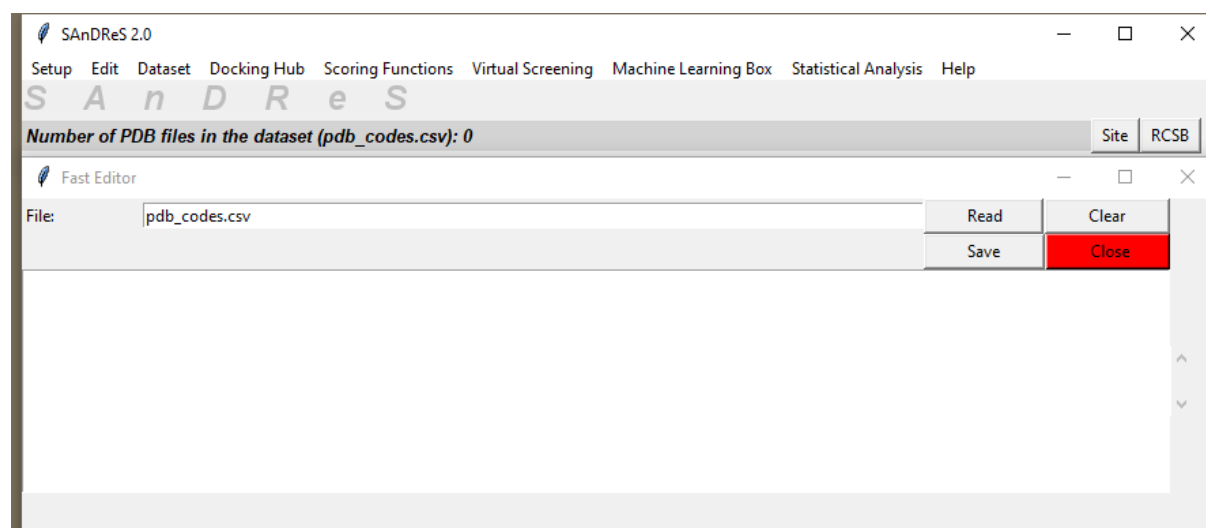 SAnDReS 2.0
Setup Edit Dataset Docking Hub Scoring Functions Virtual Screening Machine Learning Box Statistical Analysis Help
S A n D R e S
Number of PDB files in the dataset (pdb_codes.csv): 0 Site RCSB
Fast Editor
File: pdb_codes.csv Read Clear
Save Close